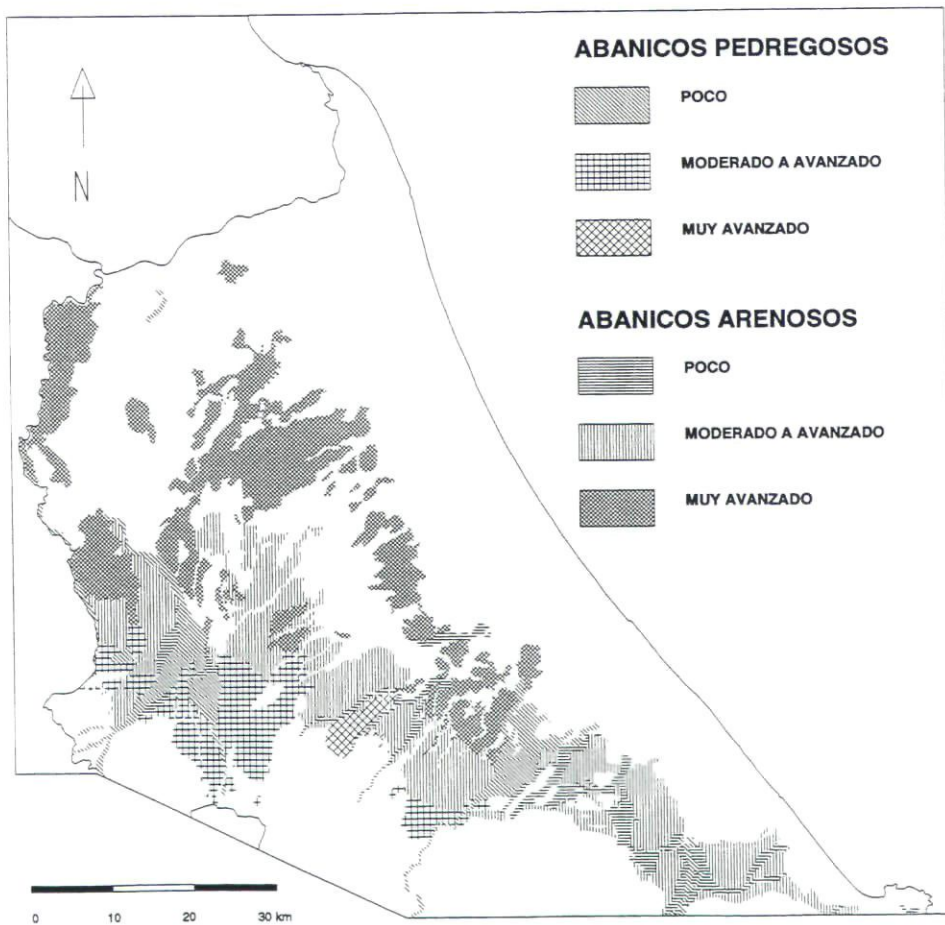 ABANICOS PEDREGOSOS
POCO
MODERADO A AVANZADO
MUY AVANZADO
ABANICOS ARENOSOS
POCO
MODERADO A AVANZADO
MUY AVANZADO
N
0 10 20 30 km